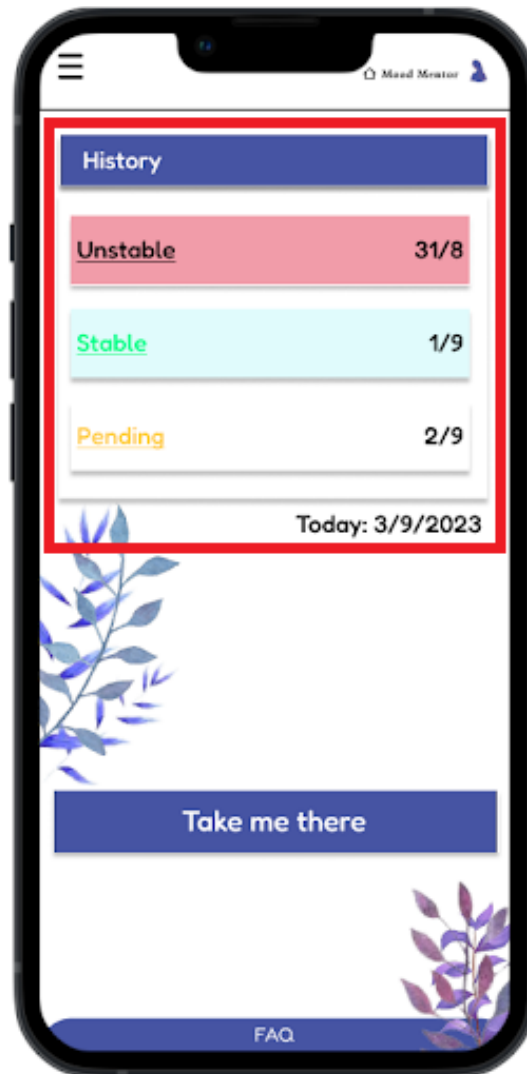 Mood Mentor
History
Unstable 31/8
Stable 1/9
Pending 2/9
Today: 3/9/2023
Take me there
FAQ